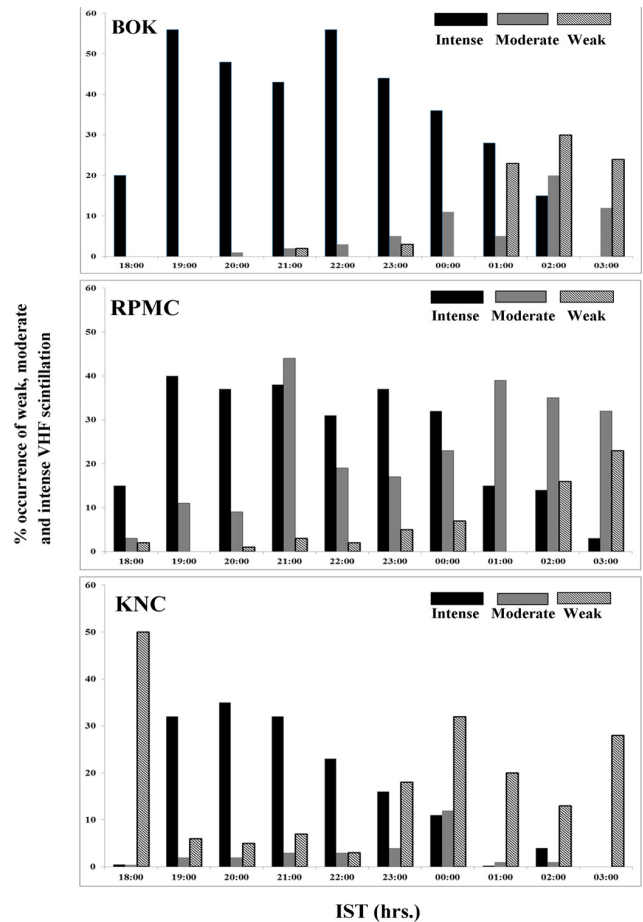 % occurrence of weak, moderate
and intense VHF scintillation
BOK
Intense Moderate Weak
60
50
40
30
20
10
0
18:00 19:00 20:00 21:00 22:00 23:00 00:00 01:00 02:00 03:00
RPMC
Intense Moderate Weak
60
50
40
30
20
10
0
18:00 19:00 20:00 21:00 22:00 23:00 00:00 01:00 02:00 03:00
KNC
Intense Moderate Weak
60
50
40
30
20
10
0
18:00 19:00 20:00 21:00 22:00 23:00 00:00 01:00 02:00 03:00
IST (hrs.)